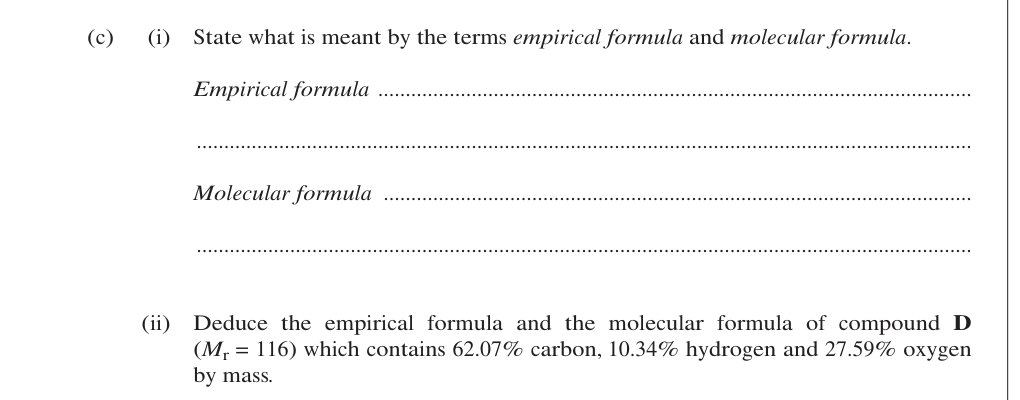 (c) (i) State what is meant by the terms empirical formula and molecular formula.
Empirical formula ..........................................................................................................
..........................................................................................................................................
Molecular formula .........................................................................................................
..........................................................................................................................................
(ii) Deduce the empirical formula and the molecular formula of compound D
(Mr = 116) which contains 62.07% carbon, 10.34% hydrogen and 27.59% oxygen
by mass.